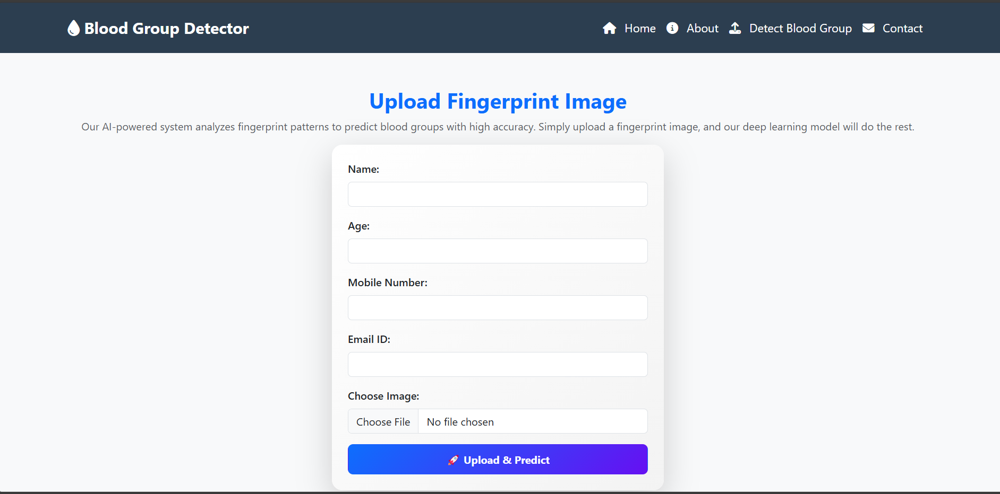 Blood Group Detector
Home About Detect Blood Group Contact
Upload Fingerprint Image
Our AI-powered system analyzes fingerprint patterns to predict blood groups with high accuracy. Simply upload a fingerprint image, and our deep learning model will do the rest.
Name:
Age:
Mobile Number:
Email ID:
Choose Image:
Choose File No file chosen
🚀 Upload & Predict